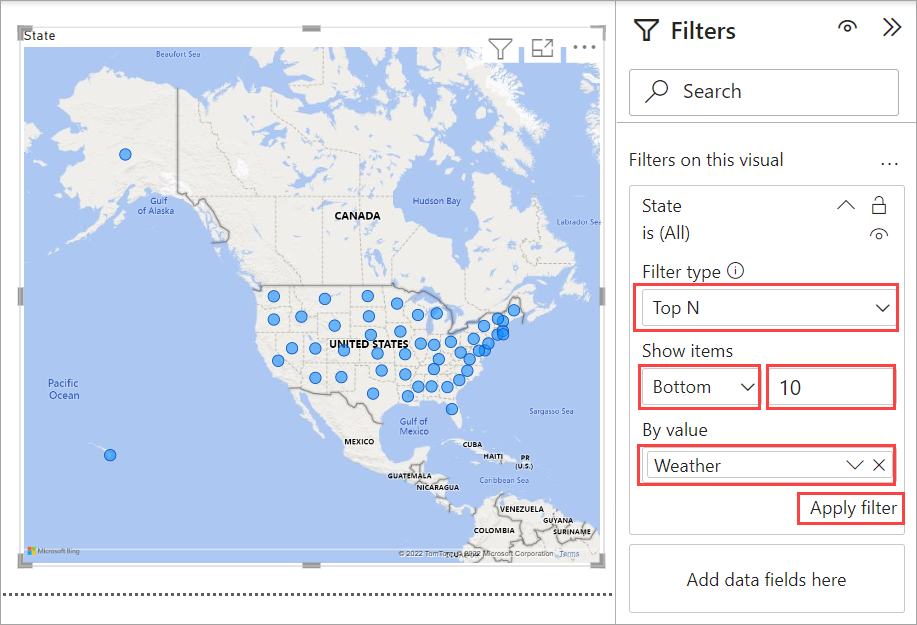 State
Beaufort Sea
Gulf
of Alaska
CANADA
Hudson Bay
Labrador Sea
UNITED STATES
Pacific
Ocean
Gulf of
Mexico
Sargasso Sea
MEXICO
CUBA
HAITI
PR
(U.S.)
GUATEMALA
Caribbean Sea
NICARAGUA
VENEZUELA
GUYANA
COLOMBIA
SURINAME
Microsoft Bing
© 2022 TomTom, © 2022 Microsoft Corporation Terms
Filters
Search
Filters on this visual
...
State
is (All)
Filter type
Top N
Show items
Bottom
10
By value
Weather
Apply filter
Add data fields here